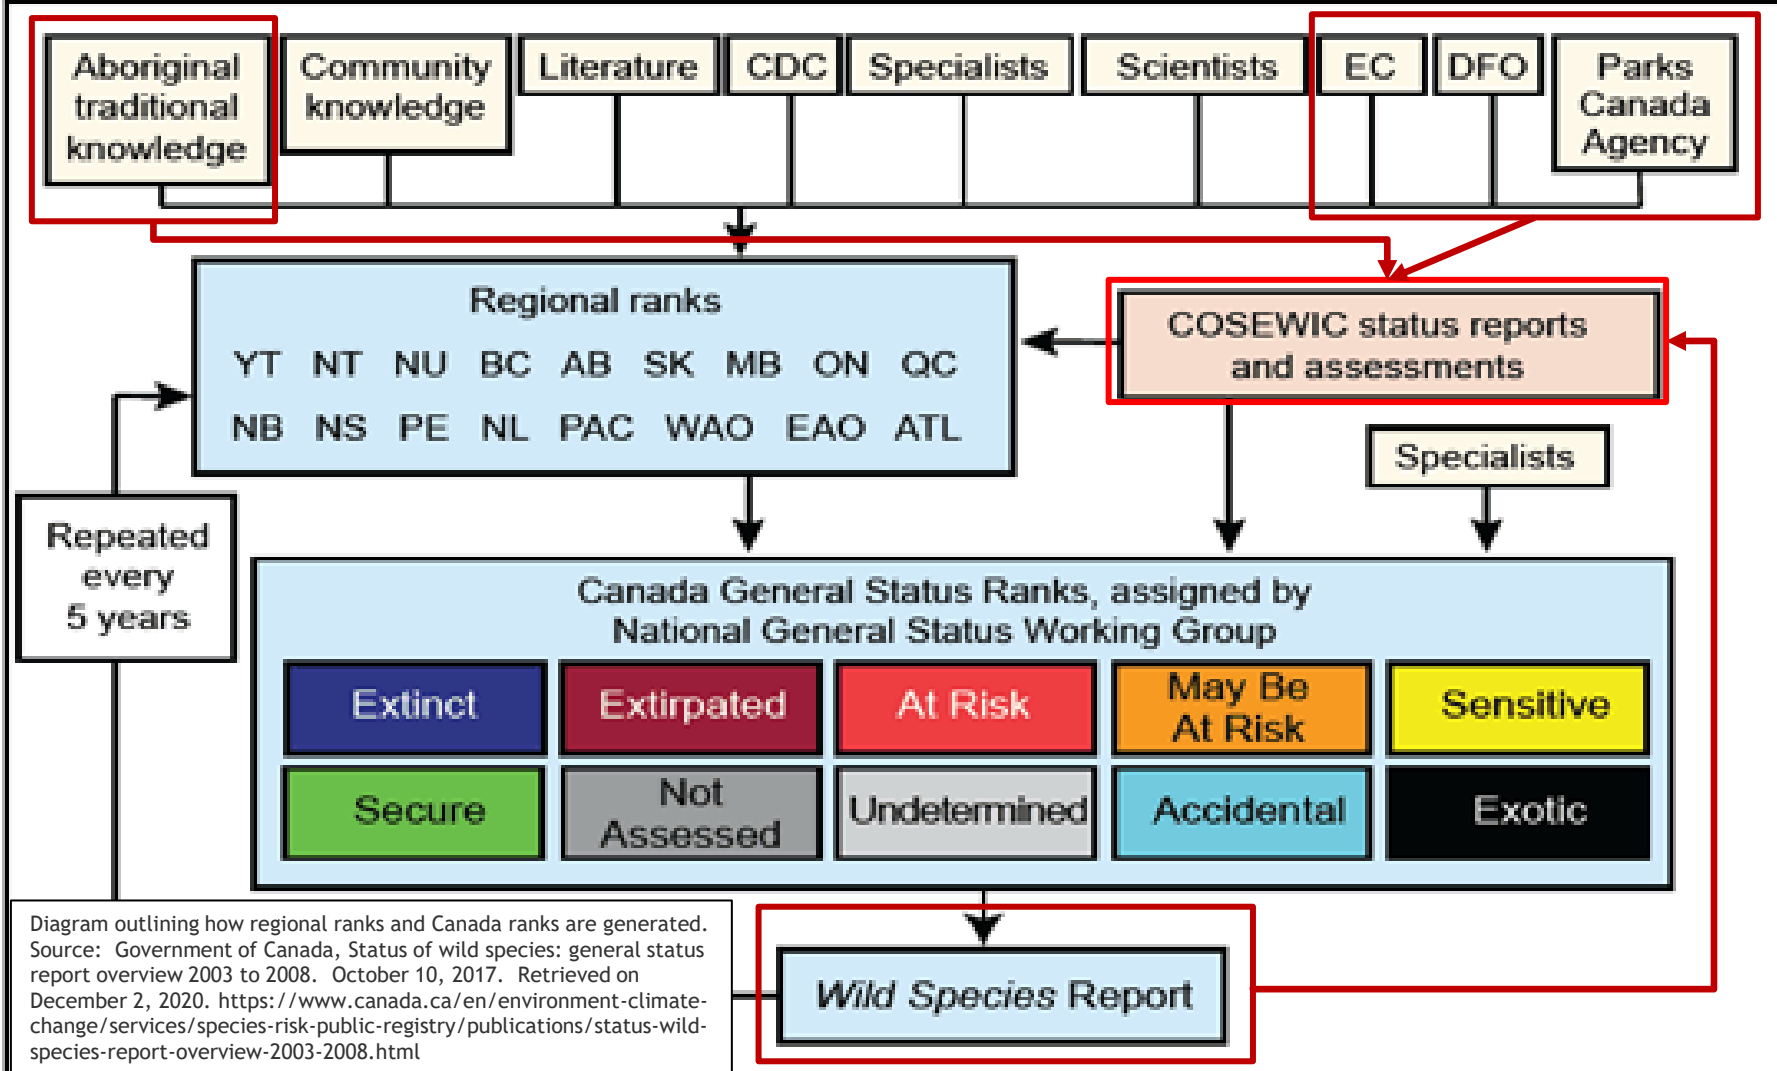 Aboriginal
traditional
knowledge
Community
knowledge
Literature
CDC
Specialists
Scientists
EC
DFO
Parks
Canada
Agency
Regional ranks
YT NT NU BC AB SK MB ON QC
NB NS PE NL PAC WAO EAO ATL
COSEWIC status reports
and assessments
Specialists
Repeated
every
5 years
Canada General Status Ranks, assigned by
National General Status Working Group
Extinct
Extirpated
At Risk
May Be
At Risk
Sensitive
Secure
Not
Assessed
Undetermined
Accidental
Exotic
Diagram outlining how regional ranks and Canada ranks are generated.
Source: Government of Canada, Status of wild species: general status
report overview 2003 to 2008. October 10, 2017. Retrieved on
December 2, 2020. https://www.canada.ca/en/environment-climate-
change/services/species-risk-public-registry/publications/status-wild-
species-report-overview-2003-2008.html
Wild Species Report